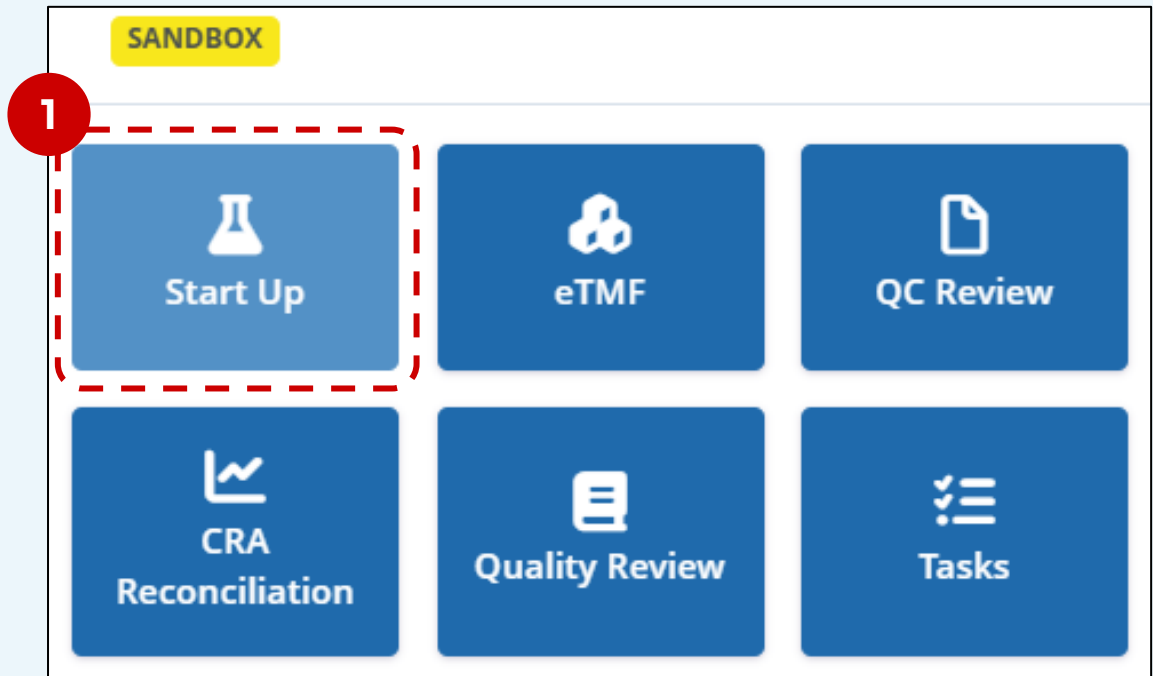 SANDBOX
1
Start Up
eTMF
QC Review
CRA
Reconciliation
Quality Review
Tasks